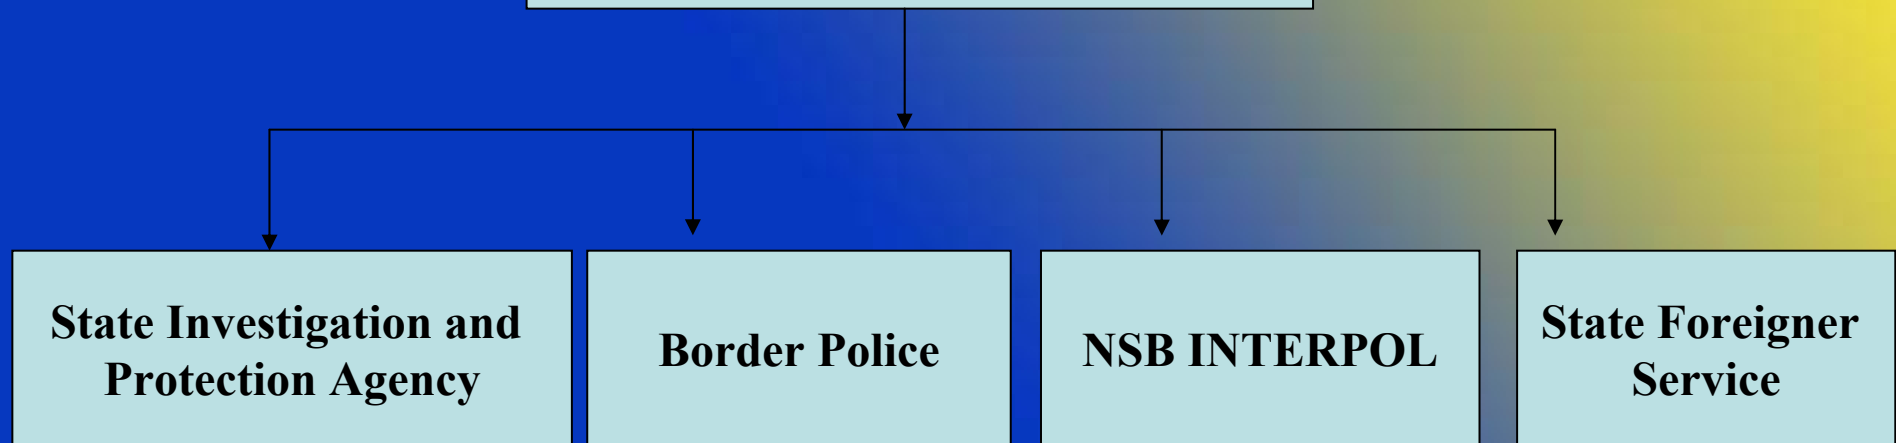 State Investigation and
Protection Agency
Border Police
NSB INTERPOL
State Foreigner
Service